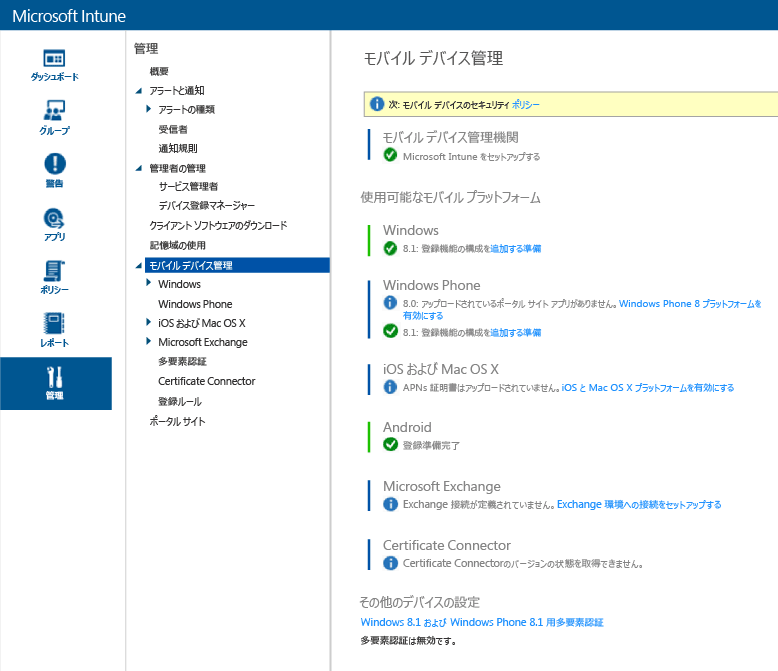 Microsoft Intune
ダッシュボード
グループ
警告
アプリ
ポリシー
レポート
管理
管理
概要
アラートと通知
アラートの種類
受信者
通知規則
管理者の管理
サービス管理者
デバイス登録マネージャー
クライアント ソフトウェアのダウンロード
記憶域の使用
モバイル デバイス管理
Windows
Windows Phone
iOS および Mac OS X
Microsoft Exchange
多要素認証
Certificate Connector
登録ルール
ポータル サイト
モバイル デバイス管理
次: モバイル デバイスのセキュリティ ポリシー
モバイル デバイス管理機関
Microsoft Intune をセットアップする
使用可能なモバイル プラットフォーム
Windows
8.1: 登録機能の構成を追加する準備
Windows Phone
8.0: アップロードされているポータル サイト アプリがありません。Windows Phone 8 プラットフォームを
有効にする
8.1: 登録機能の構成を追加する準備
iOS および Mac OS X
APNs 証明書はアップロードされていません。iOS と Mac OS X プラットフォームを有効にする
Android
登録準備完了
Microsoft Exchange
Exchange 接続が定義されていません。Exchange 環境への接続をセットアップする
Certificate Connector
Certificate Connectorのバージョンの状態を取得できません。
その他のデバイスの設定
Windows 8.1 および Windows Phone 8.1 用多要素認証
多要素認証は無効です。